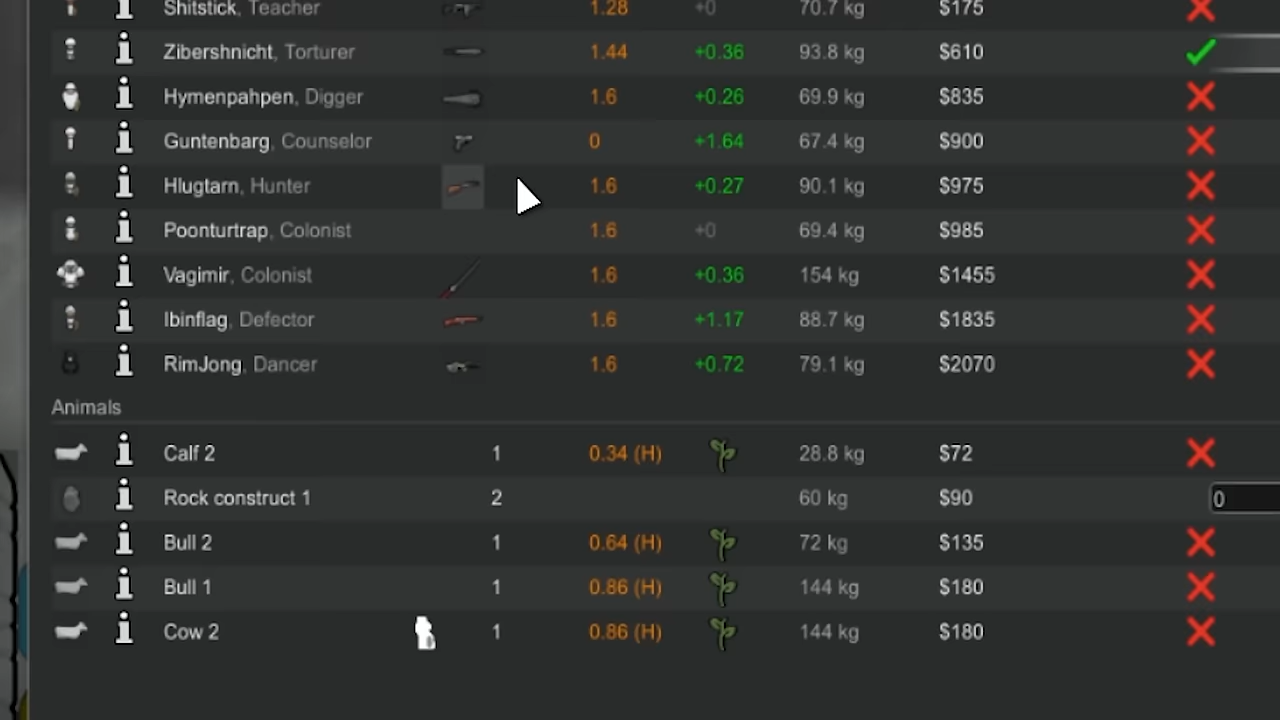 Shitstick, Teacher 1.28 +0 70.7 kg $175
Zibershnicht, Torturer 1.44 +0.36 93.8 kg $610
Hymenpahpen, Digger 1.6 +0.26 69.9 kg $835
Guntenbarg, Counselor 0 +1.64 67.4 kg $900
Hlugtarn, Hunter 1.6 +0.27 90.1 kg $975
Poonturtrap, Colonist 1.6 +0 69.4 kg $985
Vagimir, Colonist 1.6 +0.36 154 kg $1455
Ibinflag, Defector 1.6 +1.17 88.7 kg $1835
RimJong, Dancer 1.6 +0.72 79.1 kg $2070
Animals
Calf 2 1 0.34 (H) 28.8 kg $72
Rock construct 1 2 60 kg $90 0
Bull 2 1 0.64 (H) 72 kg $135
Bull 1 1 0.86 (H) 144 kg $180
Cow 2 1 0.86 (H) 144 kg $180